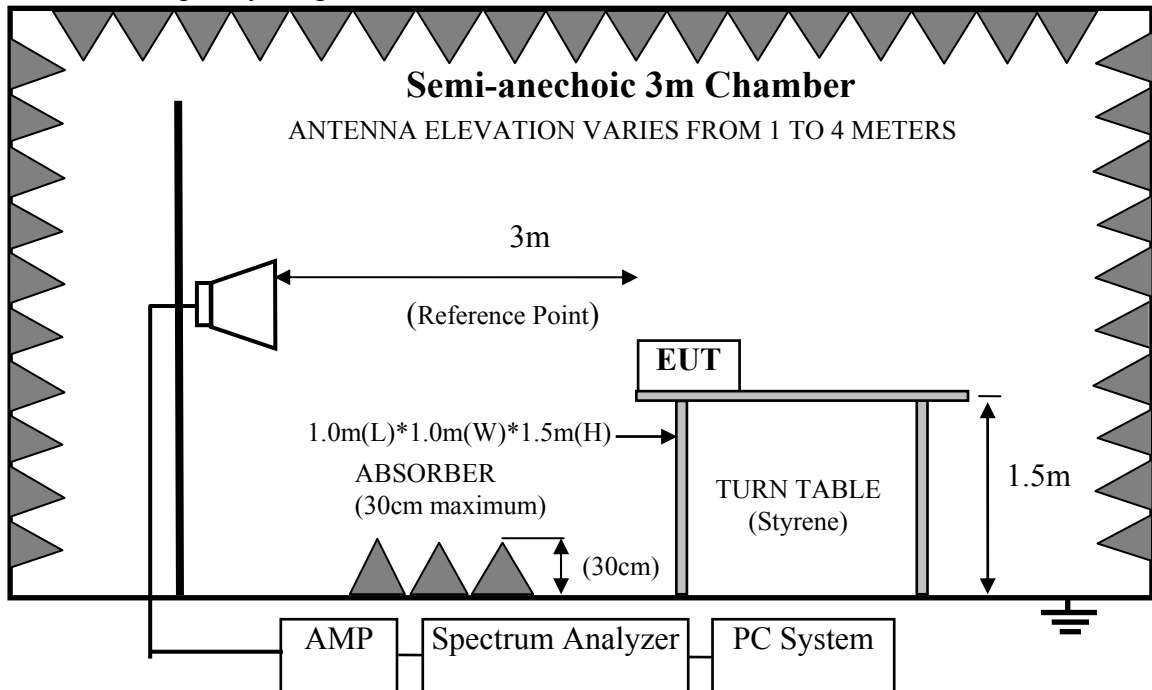 Semi-anechoic 3m Chamber
ANTENNA ELEVATION VARIES FROM 1 TO 4 METERS
3m
(Reference Point)
EUT
1.0m(L)*1.0m(W)*1.5m(H)
ABSORBER
(30cm maximum)
TURN TABLE
(Styrene)
1.5m
(30cm)
AMP
Spectrum Analyzer
PC System